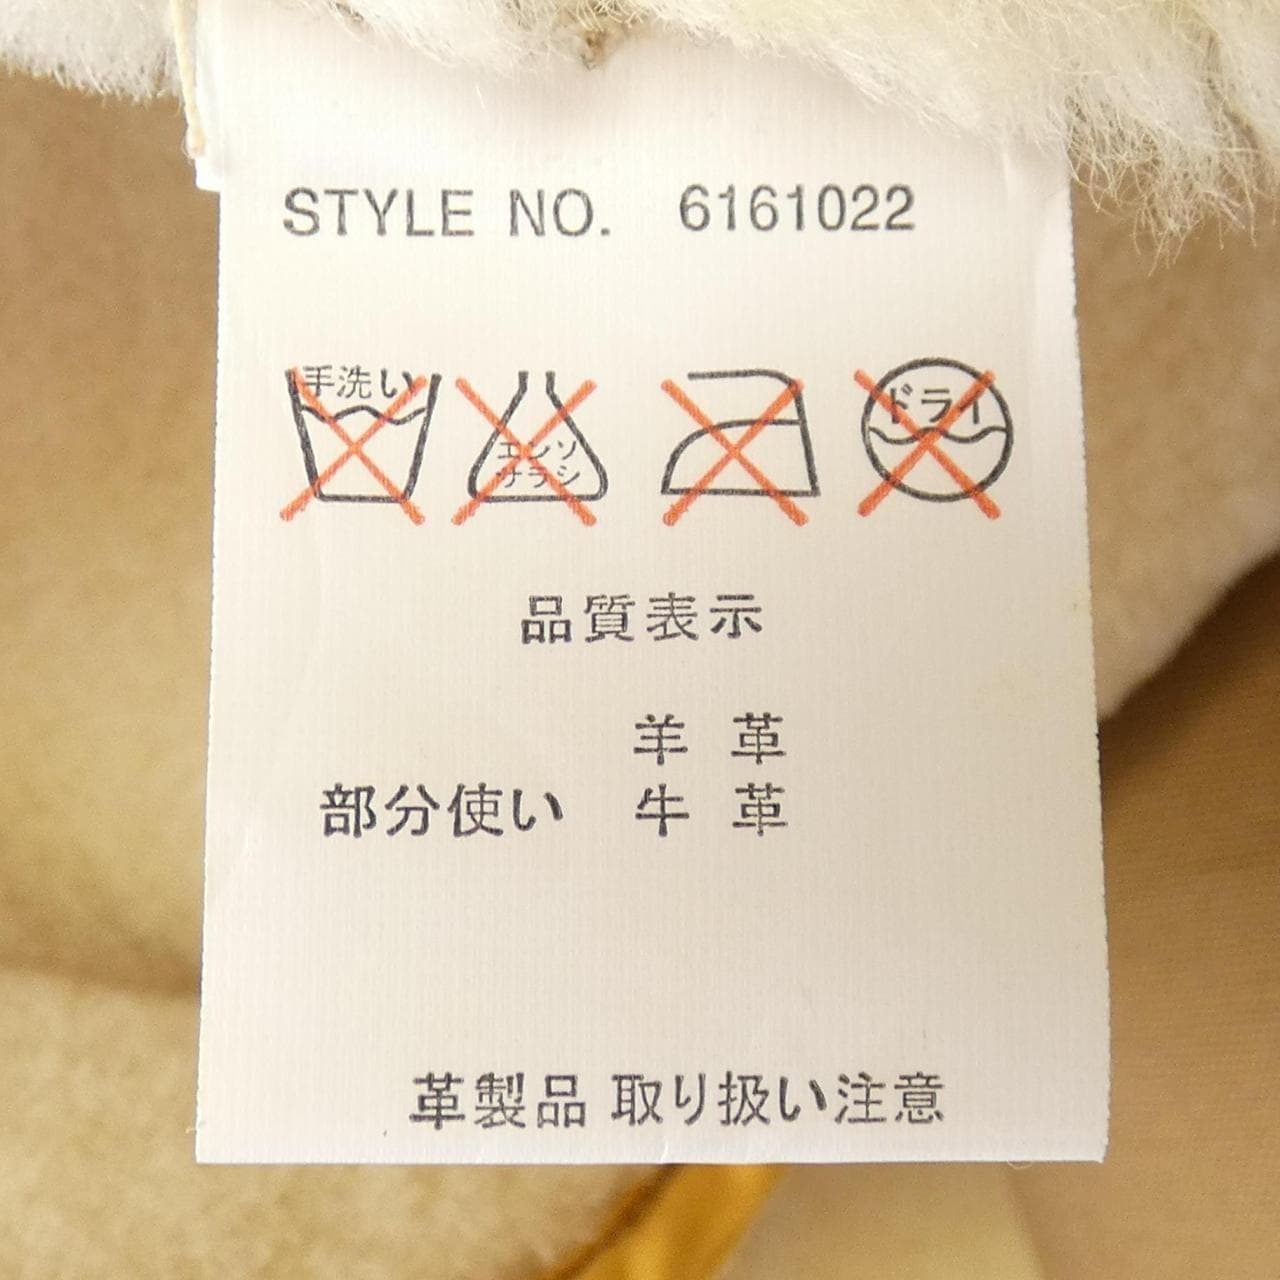 STYLE NO. 6161022
手洗い
エンソ
サラシ
ドライ
品質表示
羊革
部分使い 牛革
革製品 取り扱い注意